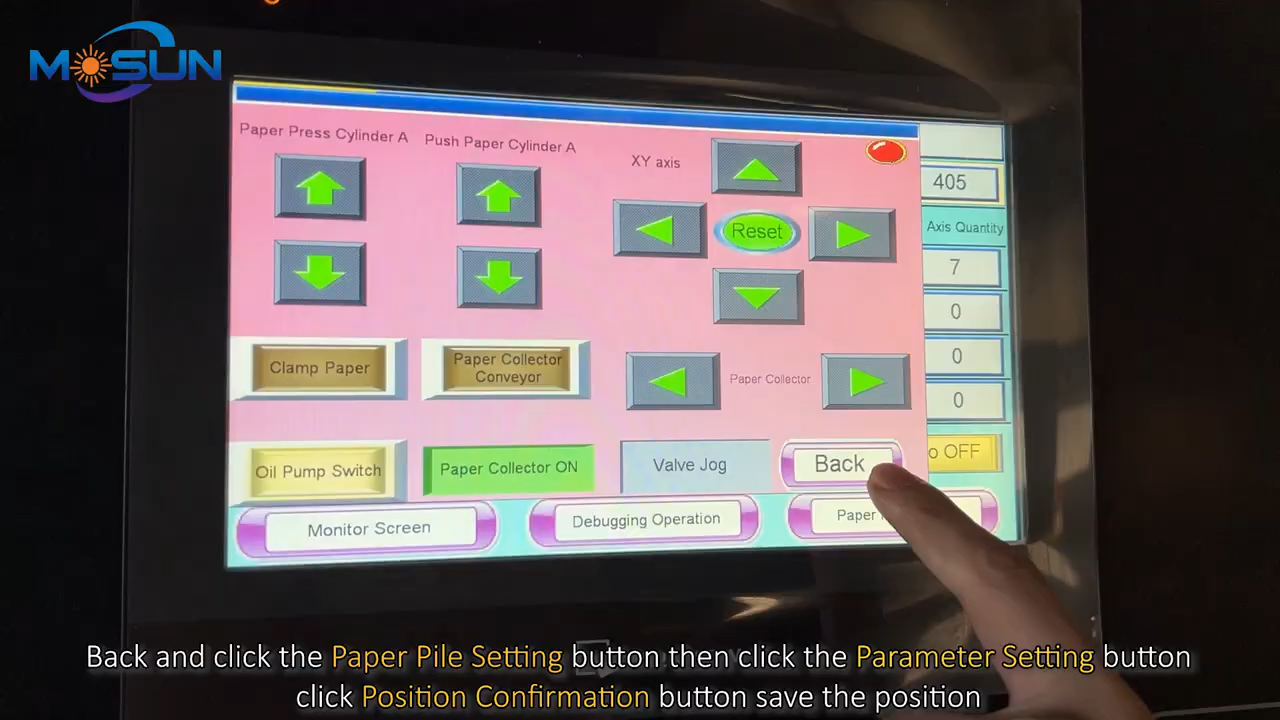 MOSUN
Paper Press Cylinder A
Push Paper Cylinder A
XY axis
405
Reset
Axis Quantity
7
0
0
0
Clamp Paper
Paper Collector
Conveyor
Paper Collector
Oil Pump Switch
Paper Collector ON
Valve Jog
Back
OFF
Monitor Screen
Debugging Operation
Paper
Back and click the Paper Pile Setting button then click the Parameter Setting button
click Position Confirmation button save the position